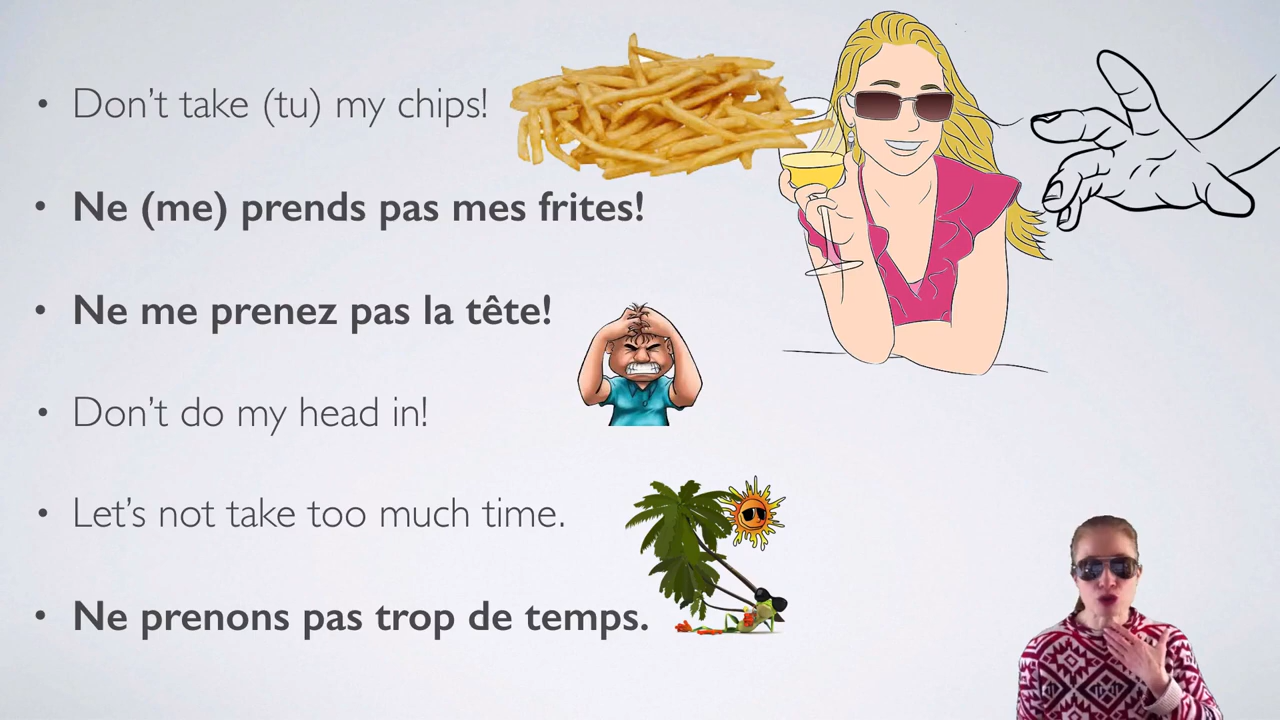 • Don’t take (tu) my chips!
• Ne (me) prends pas mes frites!
• Ne me prenez pas la tête!
• Don’t do my head in!
• Let’s not take too much time.
• Ne prenons pas trop de temps.